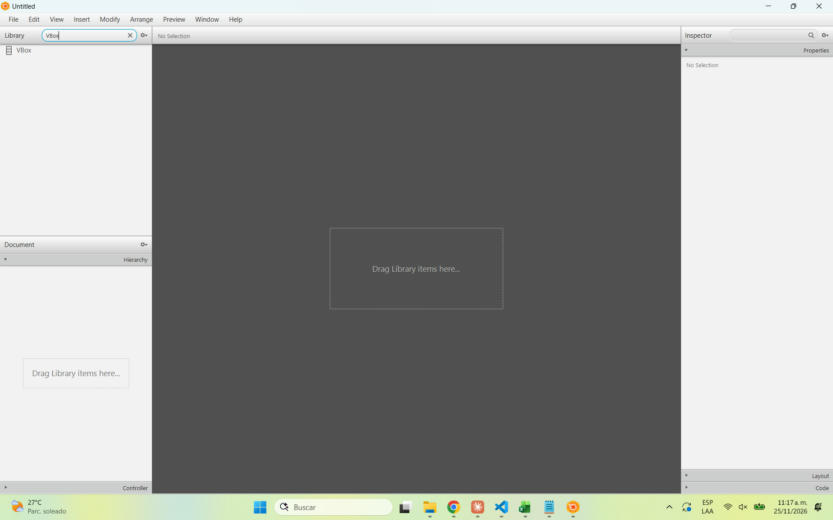 Untitled
File Edit View Insert Modify Arrange Preview Window Help
Library
VBox
No Selection
Inspector
VBox
Properties
No Selection
Drag Library items here...
Document
Hierarchy
Drag Library items here...
Controller
Layout
Code
27°C
Parc. soleado
Buscar
ESP
LAA
11:17 a. m.
25/11/2026